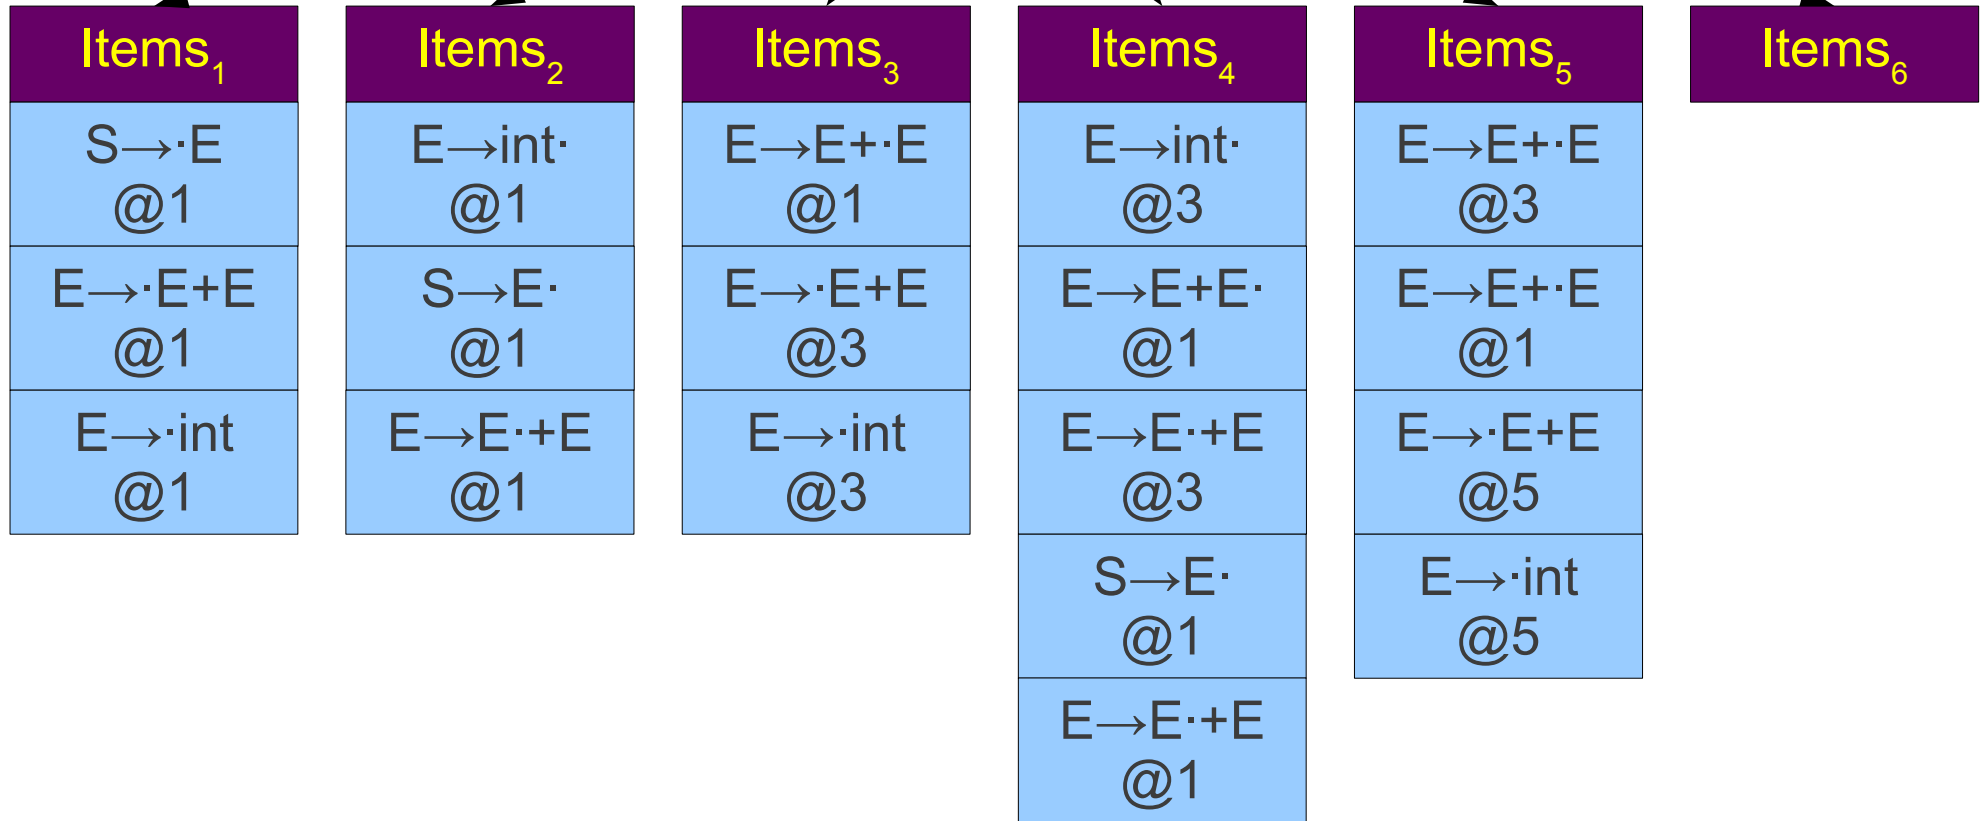 Items₁
S→·E
@1
E→·E+E
@1
E→·int
@1
Items₂
E→int·
@1
S→E·
@1
E→E·+E
@1
Items₃
E→E+·E
@1
E→·E+E
@3
E→·int
@3
Items₄
E→int·
@3
E→E+E·
@1
E→E·+E
@3
S→E·
@1
E→E·+E
@1
Items₅
E→E+·E
@3
E→E+·E
@1
E→·E+E
@5
E→·int
@5
Items₆